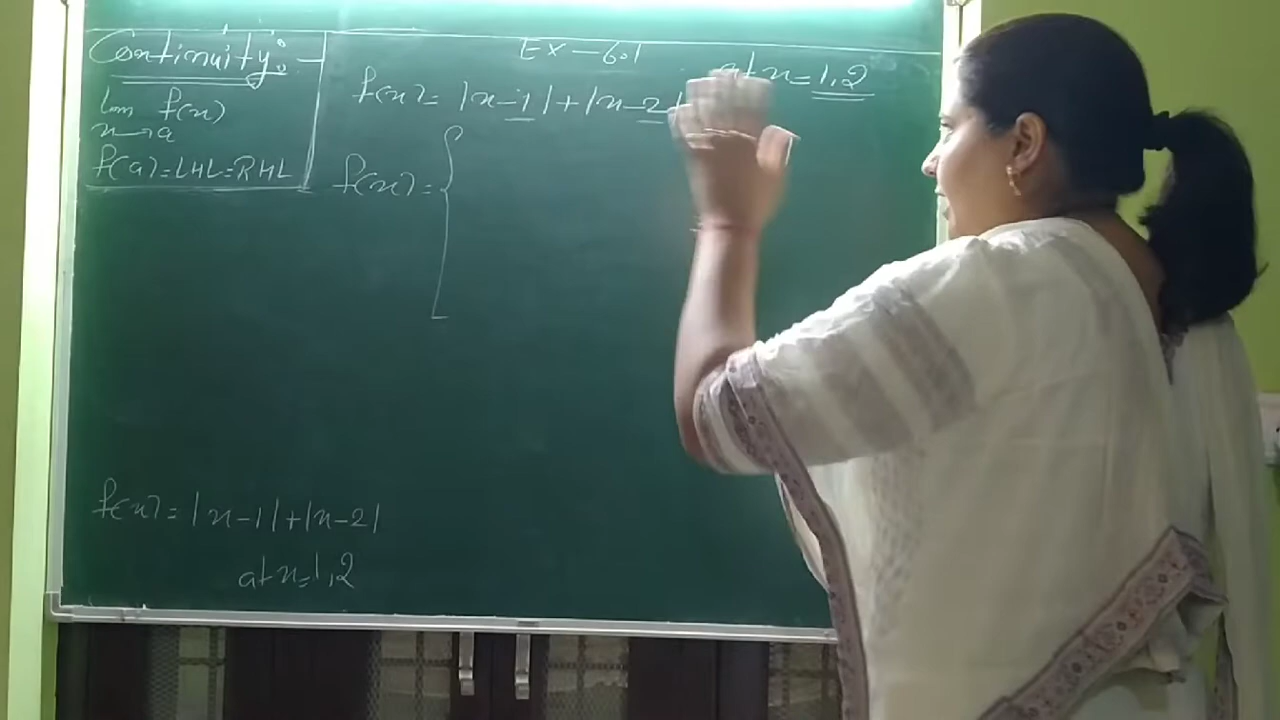 Continuity:-
lim f(x)
x→a
f(a)=LHL=RHL
Ex-6.1
f(x)= |x-1|+|x-2| at x=1,2
f(x)={
f(x)=|x-1|+|x-2|
at x=1,2